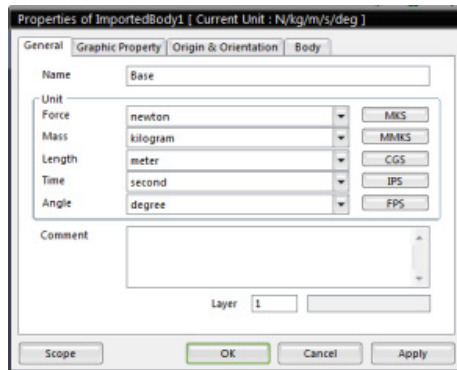 Properties of ImportedBody1 [ Current Unit : N/kg/m/s/deg ]
General Graphic Property Origin & Orientation Body
Name Base
Unit
Force newton MKS
Mass kilogram MMKS
Length meter CGS
Time second IPS
Angle degree FPS
Comment
Layer 1
Scope OK Cancel Apply